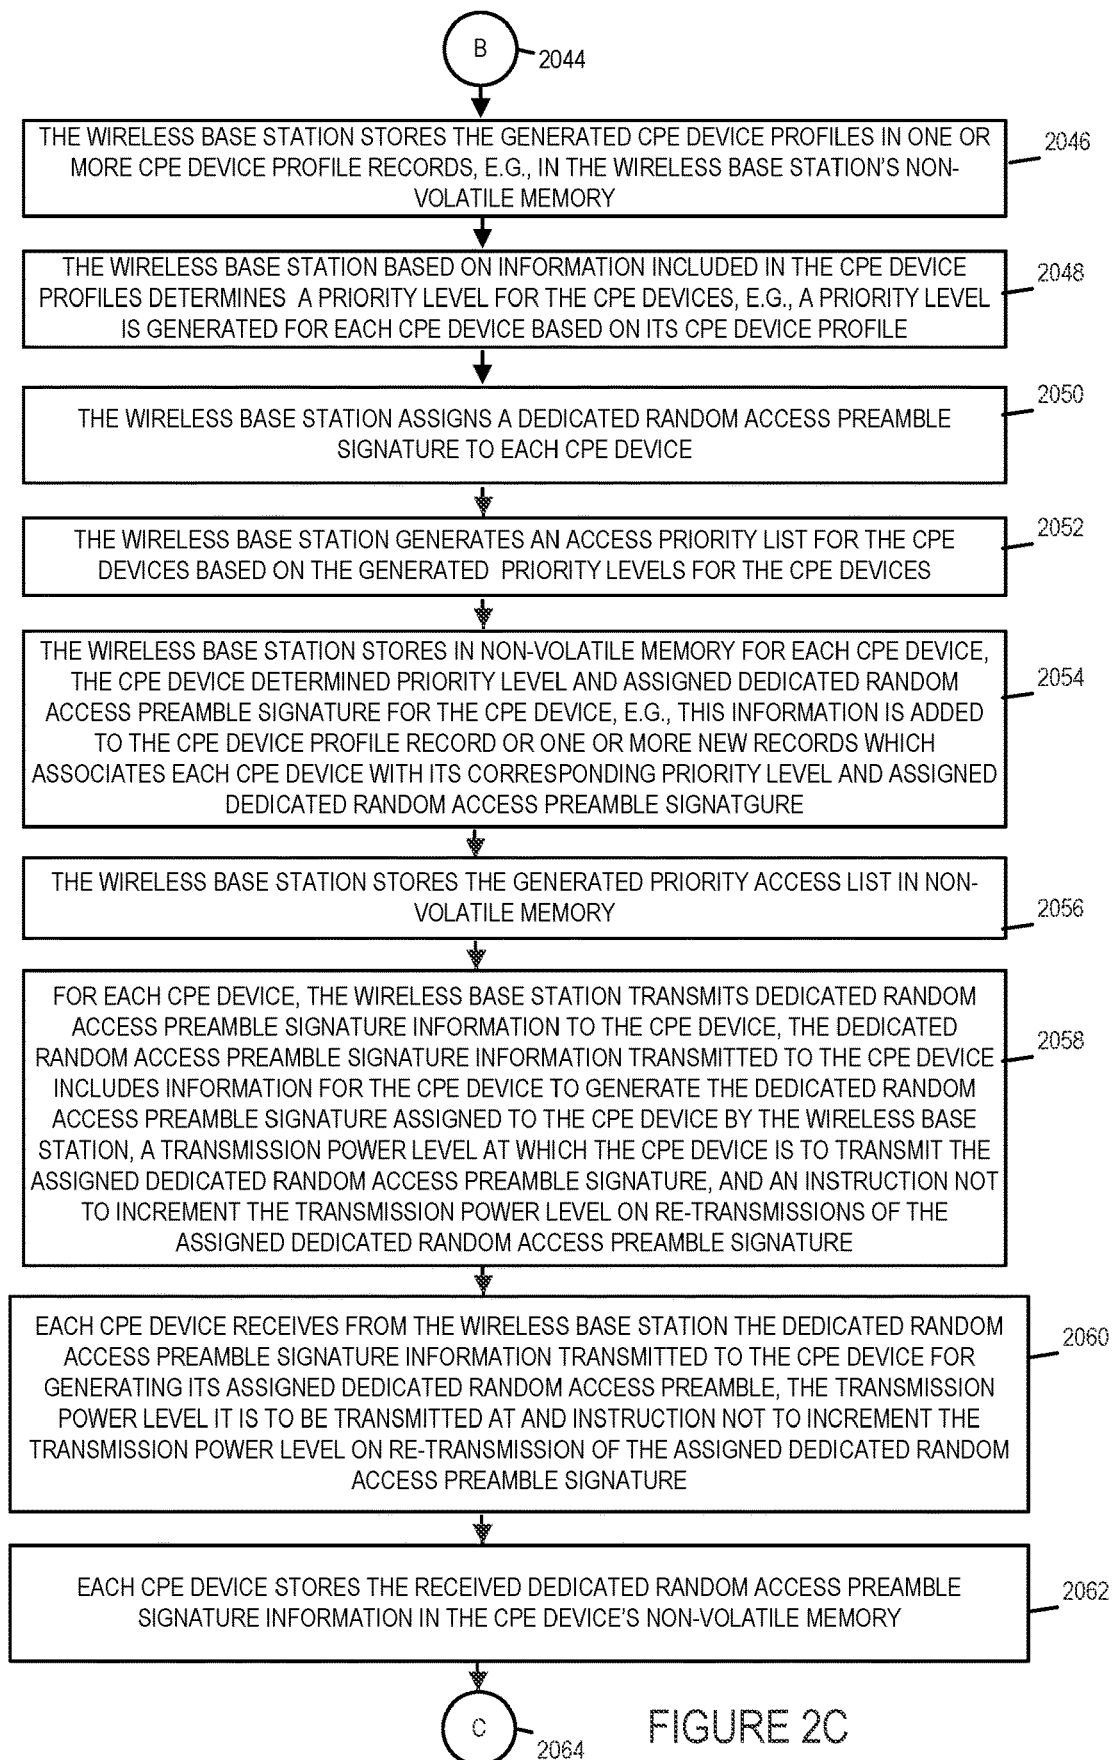 B
2044
THE WIRELESS BASE STATION STORES THE GENERATED CPE DEVICE PROFILES IN ONE OR
MORE CPE DEVICE PROFILE RECORDS, E.G., IN THE WIRELESS BASE STATION'S NON-
VOLATILE MEMORY
2046
THE WIRELESS BASE STATION BASED ON INFORMATION INCLUDED IN THE CPE DEVICE
PROFILES DETERMINES A PRIORITY LEVEL FOR THE CPE DEVICES, E.G., A PRIORITY LEVEL
IS GENERATED FOR EACH CPE DEVICE BASED ON ITS CPE DEVICE PROFILE
2048
THE WIRELESS BASE STATION ASSIGNS A DEDICATED RANDOM ACCESS PREAMBLE
SIGNATURE TO EACH CPE DEVICE
2050
THE WIRELESS BASE STATION GENERATES AN ACCESS PRIORITY LIST FOR THE CPE
DEVICES BASED ON THE GENERATED PRIORITY LEVELS FOR THE CPE DEVICES
2052
THE WIRELESS BASE STATION STORES IN NON-VOLATILE MEMORY FOR EACH CPE DEVICE,
THE CPE DEVICE DETERMINED PRIORITY LEVEL AND ASSIGNED DEDICATED RANDOM
ACCESS PREAMBLE SIGNATURE FOR THE CPE DEVICE, E.G., THIS INFORMATION IS ADDED
TO THE CPE DEVICE PROFILE RECORD OR ONE OR MORE NEW RECORDS WHICH
ASSOCIATES EACH CPE DEVICE WITH ITS CORRESPONDING PRIORITY LEVEL AND ASSIGNED
DEDICATED RANDOM ACCESS PREAMBLE SIGNATGURE
2054
THE WIRELESS BASE STATION STORES THE GENERATED PRIORITY ACCESS LIST IN NON-
VOLATILE MEMORY
2056
FOR EACH CPE DEVICE, THE WIRELESS BASE STATION TRANSMITS DEDICATED RANDOM
ACCESS PREAMBLE SIGNATURE INFORMATION TO THE CPE DEVICE, THE DEDICATED
RANDOM ACCESS PREAMBLE SIGNATURE INFORMATION TRANSMITTED TO THE CPE DEVICE
INCLUDES INFORMATION FOR THE CPE DEVICE TO GENERATE THE DEDICATED RANDOM
ACCESS PREAMBLE SIGNATURE ASSIGNED TO THE CPE DEVICE BY THE WIRELESS BASE
STATION, A TRANSMISSION POWER LEVEL AT WHICH THE CPE DEVICE IS TO TRANSMIT THE
ASSIGNED DEDICATED RANDOM ACCESS PREAMBLE SIGNATURE, AND AN INSTRUCTION NOT
TO INCREMENT THE TRANSMISSION POWER LEVEL ON RE-TRANSMISSIONS OF THE
ASSIGNED DEDICATED RANDOM ACCESS PREAMBLE SIGNATURE
2058
EACH CPE DEVICE RECEIVES FROM THE WIRELESS BASE STATION THE DEDICATED RANDOM
ACCESS PREAMBLE SIGNATURE INFORMATION TRANSMITTED TO THE CPE DEVICE FOR
GENERATING ITS ASSIGNED DEDICATED RANDOM ACCESS PREAMBLE, THE TRANSMISSION
POWER LEVEL IT IS TO BE TRANSMITTED AT AND INSTRUCTION NOT TO INCREMENT THE
TRANSMISSION POWER LEVEL ON RE-TRANSMISSION OF THE ASSIGNED DEDICATED RANDOM
ACCESS PREAMBLE SIGNATURE
2060
EACH CPE DEVICE STORES THE RECEIVED DEDICATED RANDOM ACCESS PREAMBLE
SIGNATURE INFORMATION IN THE CPE DEVICE'S NON-VOLATILE MEMORY
2062
C
2064
FIGURE 2C